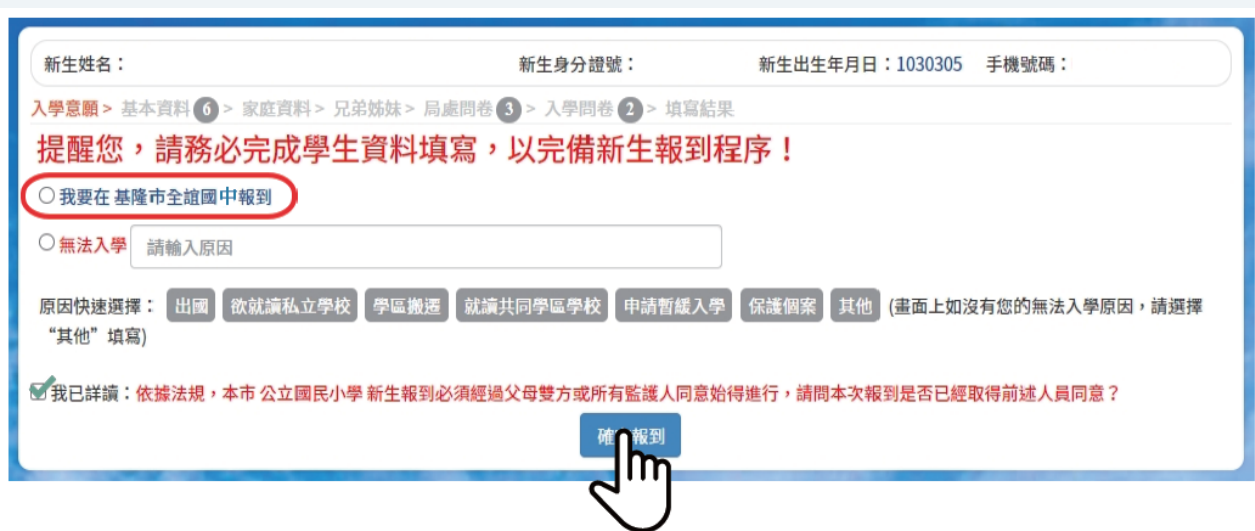 新生姓名： 新生身分證號： 新生出生年月日：1030305 手機號碼：
入學意願> 基本資料 6 > 家庭資料> 兄弟姊妹> 局處問卷 3 > 入學問卷 2 > 填寫結果
提醒您，請務必完成學生資料填寫，以完備新生報到程序！
我要在 基隆市全誼國中報到
無法入學 請輸入原因
原因快速選擇： 出國 欲就讀私立學校 學區搬遷 就讀共同學區學校 申請暫緩入學 保護個案 其他 (畫面上如沒有您的無法入學原因，請選擇
“其他”填寫)
我已詳讀：依據法規，本市 公立國民小學 新生報到必須經過父母雙方或所有監護人同意始得進行，請問本次報到是否已經取得前述人員同意？
確 報到